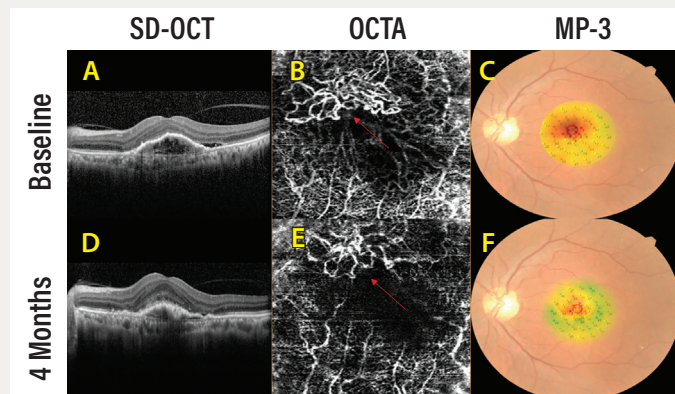 SD-OCT OCTA MP-3
Baseline
A B C
4 Months
D E F